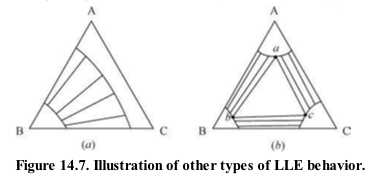 A
A
a
b
c
B
C
B
C
(a)
(b)
Figure 14.7. Illustration of other types of LLE behavior.